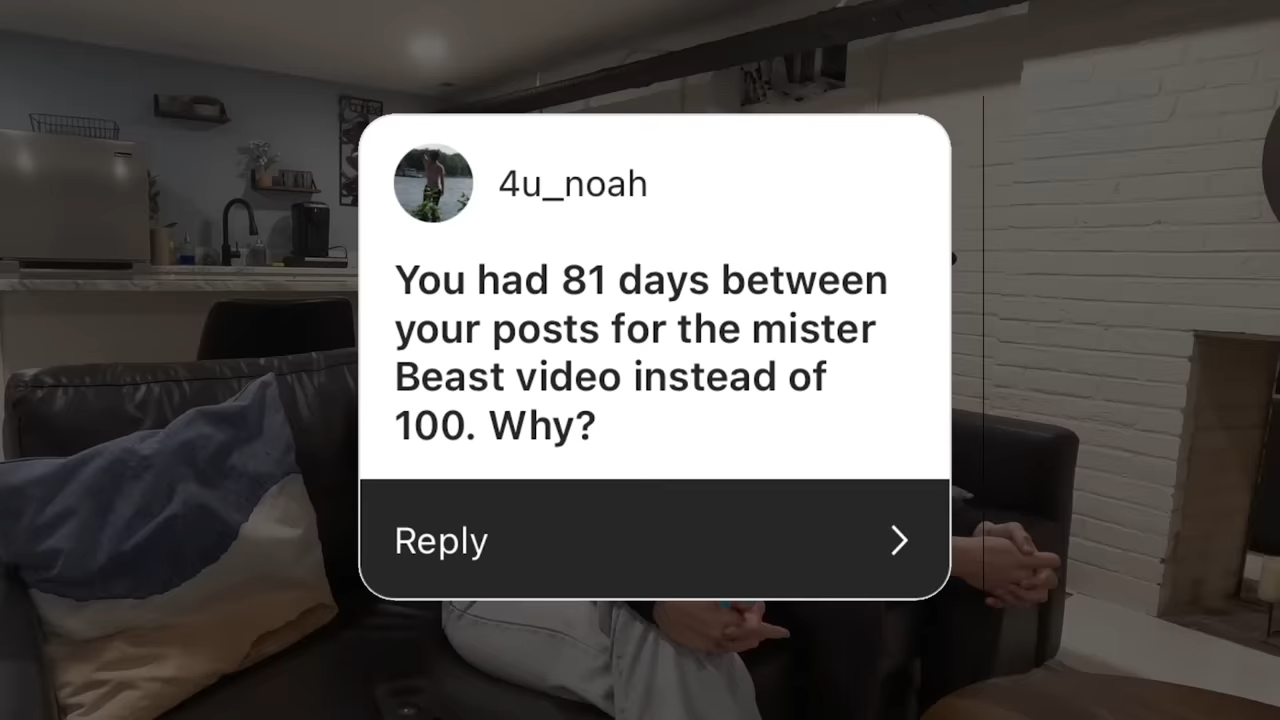 4u_noah
You had 81 days between
your posts for the mister
Beast video instead of
100. Why?
Reply